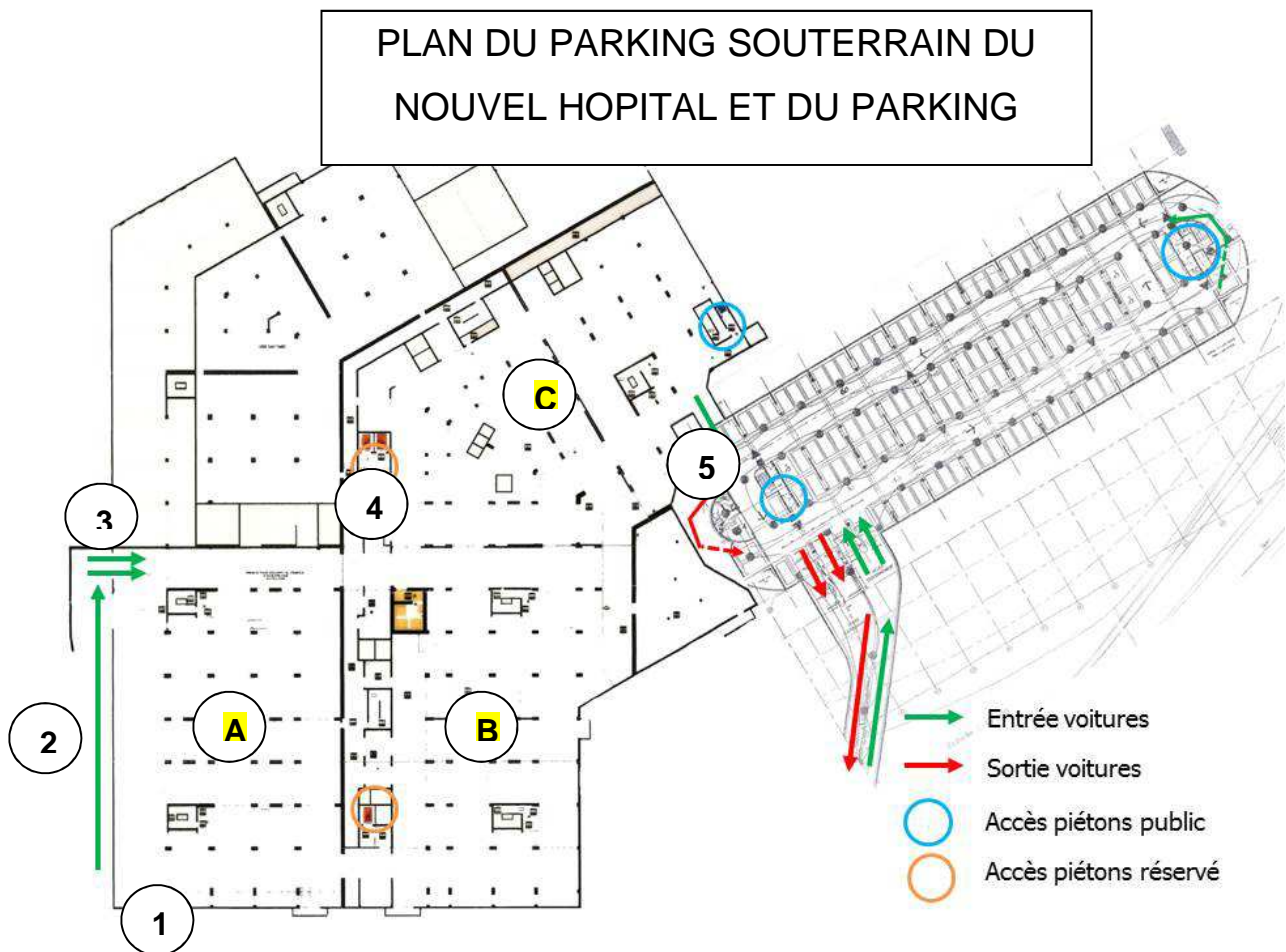 PLAN DU PARKING SOUTERRAIN DU
NOUVEL HOPITAL ET DU PARKING
C
5
4
3
A
B
2
1
Entrée voitures
Sortie voitures
Accès piétons public
Accès piétons réservé